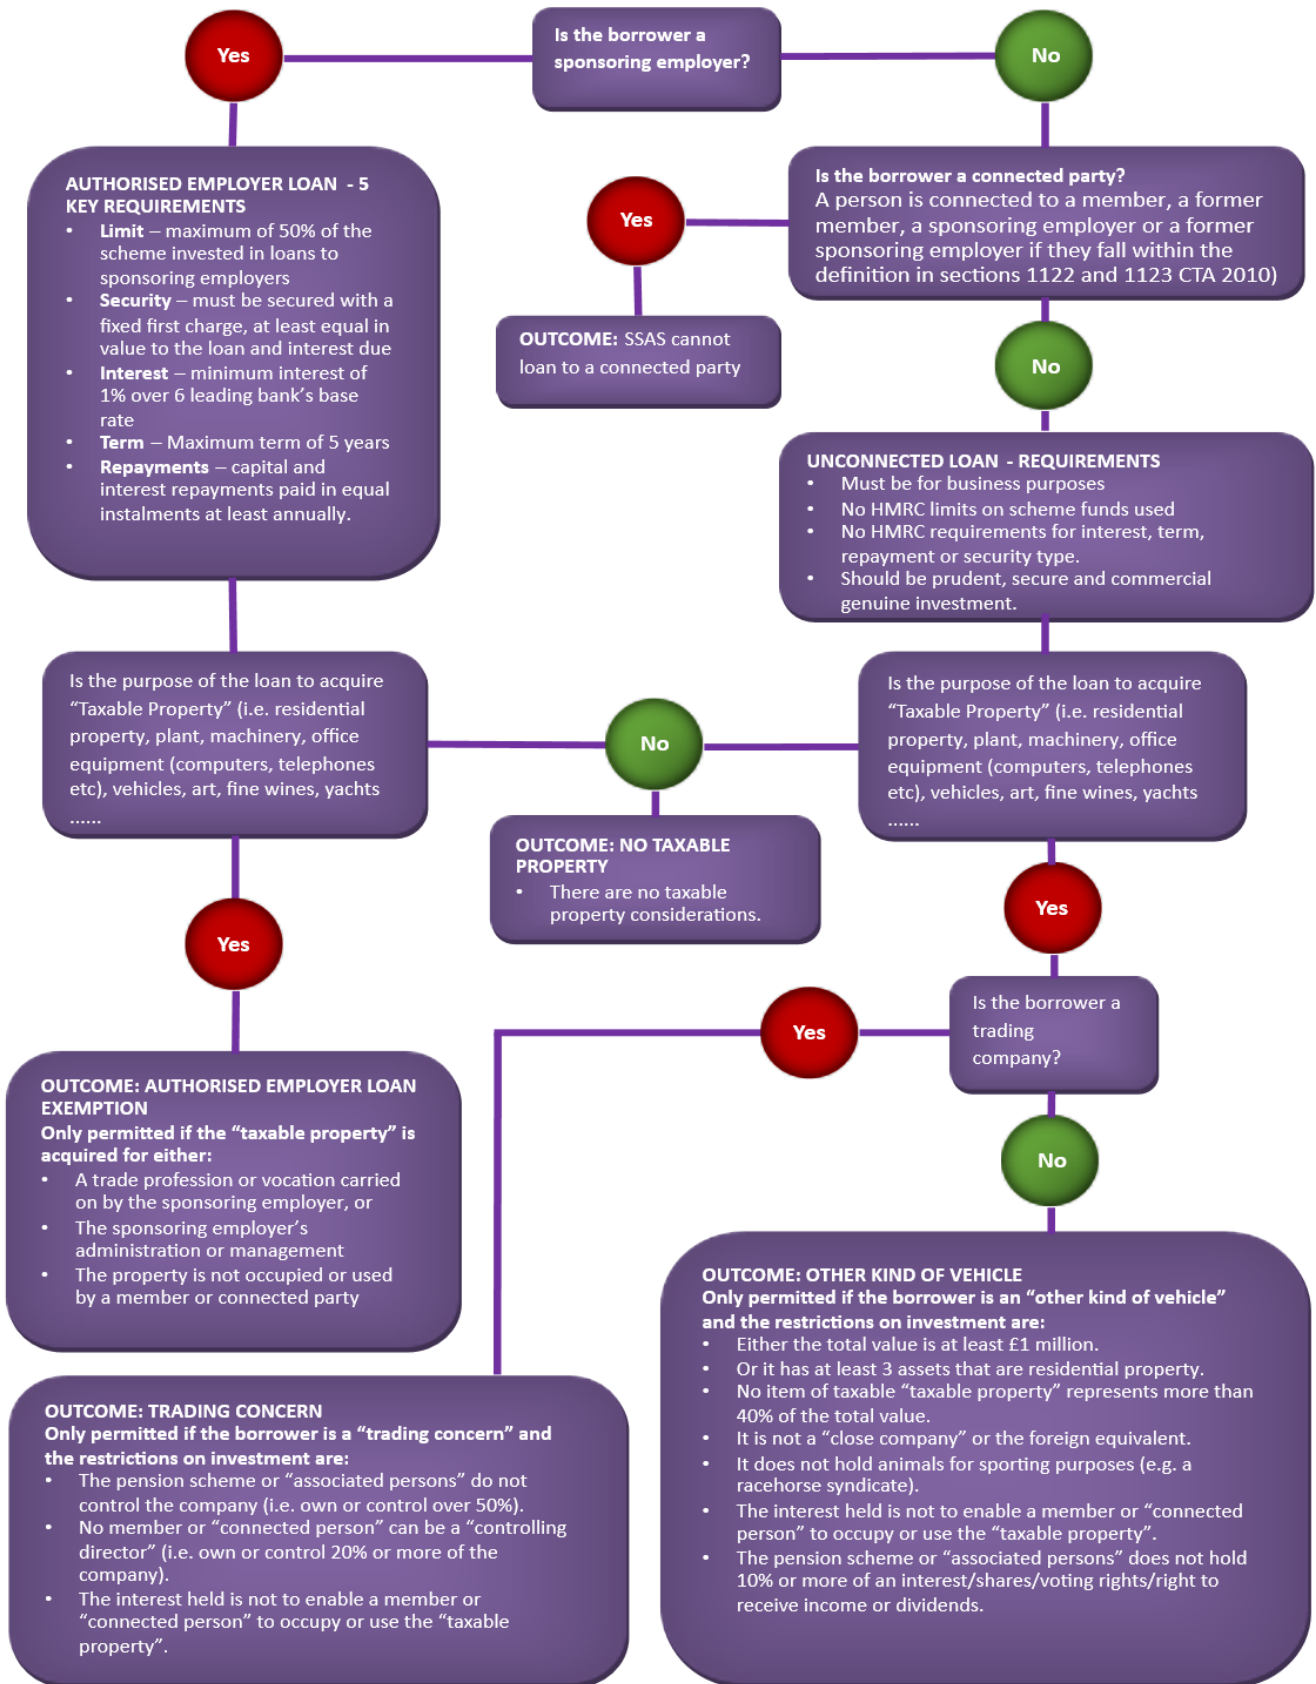 Is the borrower a
sponsoring employer?
Yes
No
AUTHORISED EMPLOYER LOAN - 5
KEY REQUIREMENTS
• Limit – maximum of 50% of the
scheme invested in loans to
sponsoring employers
• Security – must be secured with a
fixed first charge, at least equal in
value to the loan and interest due
• Interest – minimum interest of
1% over 6 leading bank’s base
rate
• Term – Maximum term of 5 years
• Repayments – capital and
interest repayments paid in equal
instalments at least annually.
Is the borrower a connected party?
A person is connected to a member, a former
member, a sponsoring employer or a former
sponsoring employer if they fall within the
definition in sections 1122 and 1123 CTA 2010)
Yes
OUTCOME: SSAS cannot
loan to a connected party
No
UNCONNECTED LOAN - REQUIREMENTS
• Must be for business purposes
• No HMRC limits on scheme funds used
• No HMRC requirements for interest, term,
repayment or security type.
• Should be prudent, secure and commercial
genuine investment.
Is the purpose of the loan to acquire
“Taxable Property” (i.e. residential
property, plant, machinery, office
equipment (computers, telephones
etc), vehicles, art, fine wines, yachts
......
No
Is the purpose of the loan to acquire
“Taxable Property” (i.e. residential
property, plant, machinery, office
equipment (computers, telephones
etc), vehicles, art, fine wines, yachts
......
OUTCOME: NO TAXABLE
PROPERTY
• There are no taxable
property considerations.
Yes
Yes
Is the borrower a
trading
company?
Yes
No
OUTCOME: AUTHORISED EMPLOYER LOAN
EXEMPTION
Only permitted if the “taxable property” is
acquired for either:
• A trade profession or vocation carried
on by the sponsoring employer, or
• The sponsoring employer’s
administration or management
• The property is not occupied or used
by a member or connected party
OUTCOME: TRADING CONCERN
Only permitted if the borrower is a “trading concern” and
the restrictions on investment are:
• The pension scheme or “associated persons” do not
control the company (i.e. own or control over 50%).
• No member or “connected person” can be a “controlling
director” (i.e. own or control 20% or more of the
company).
• The interest held is not to enable a member or
“connected person” to occupy or use the “taxable
property”.
OUTCOME: OTHER KIND OF VEHICLE
Only permitted if the borrower is an “other kind of vehicle”
and the restrictions on investment are:
• Either the total value is at least £1 million.
• Or it has at least 3 assets that are residential property.
• No item of taxable “taxable property” represents more than
40% of the total value.
• It is not a “close company” or the foreign equivalent.
• It does not hold animals for sporting purposes (e.g. a
racehorse syndicate).
• The interest held is not to enable a member or “connected
person” to occupy or use the “taxable property”.
• The pension scheme or “associated persons” does not hold
10% or more of an interest/shares/voting rights/right to
receive income or dividends.